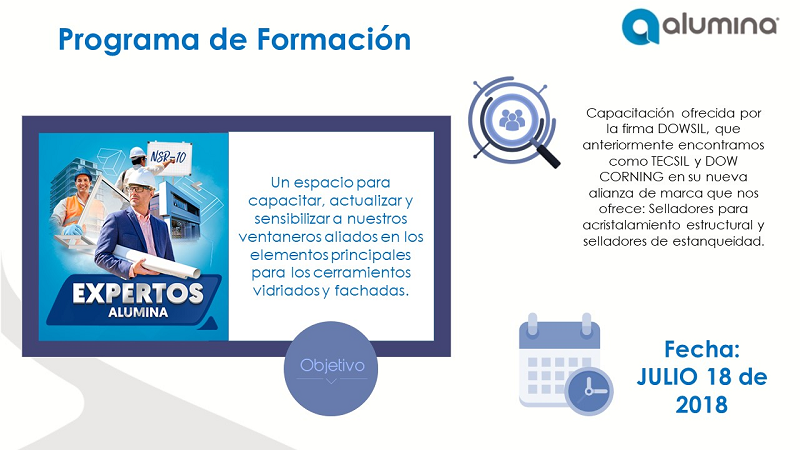 Programa de Formación
alumina
NSR-10
EXPERTOS
ALUMINA
Un espacio para
capacitar, actualizar y
sensibilizar a nuestros
ventaneros aliados en los
elementos principales
para los cerramientos
vidriados y fachadas.
Objetivo
Capacitación ofrecida por
la firma DOWSIL, que
anteriormente encontramos
como TECSIL y DOW
CORNING en su nueva
alianza de marca que nos
ofrece: Selladores para
acristalamiento estructural y
selladores de estanqueidad.
Fecha:
JULIO 18 de
2018